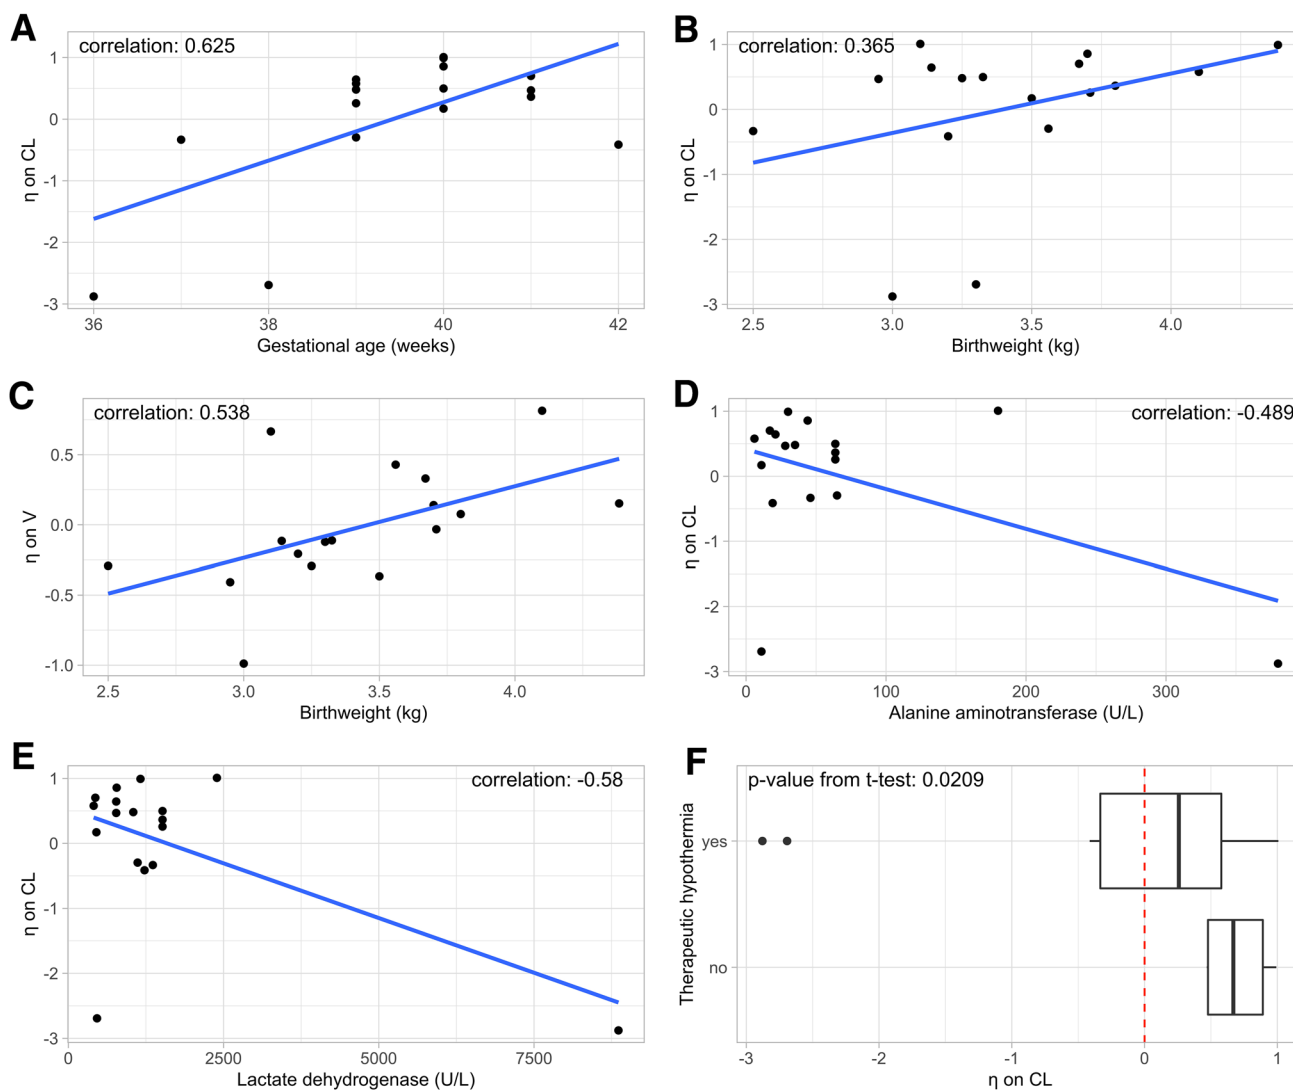 A
correlation: 0.625
1
0
-1
-2
-3
η on CL
36
38
40
42
Gestational age (weeks)
B
correlation: 0.365
1
0
-1
-2
-3
η on CL
2.5
3.0
3.5
4.0
Birthweight (kg)
C
correlation: 0.538
0.5
0.0
-0.5
-1.0
η on V
2.5
3.0
3.5
4.0
Birthweight (kg)
D
correlation: -0.489
1
0
-1
-2
-3
η on CL
0
100
200
300
Alanine aminotransferase (U/L)
E
correlation: -0.58
1
0
-1
-2
-3
η on CL
0
2500
5000
7500
Lactate dehydrogenase (U/L)
F
p-value from t-test: 0.0209
yes
no
Therapeutic hypothermia
-3
-2
-1
0
1
η on CL